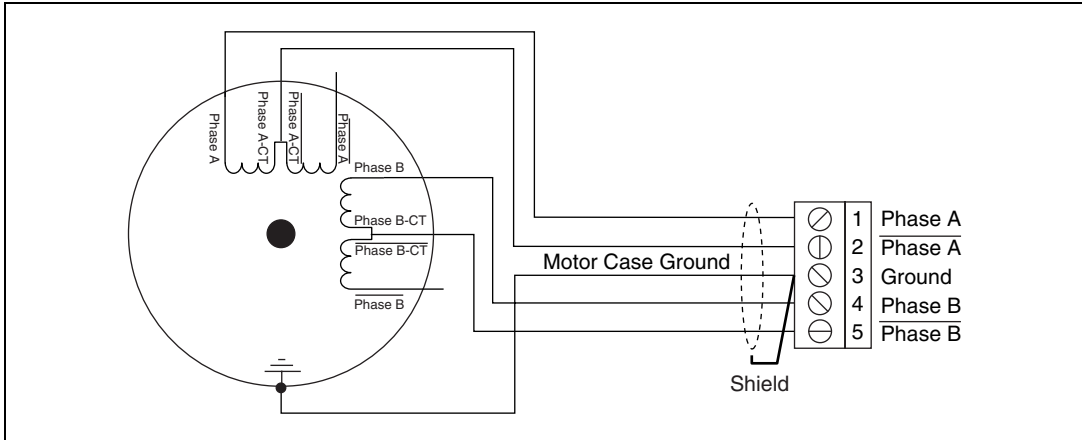 Phase A
Phase A-CT
Phase A-CT
Phase A
Phase B
Phase B-CT
Phase B-CT
Phase B
Motor Case Ground
Shield
1 Phase A
2 Phase A
3 Ground
4 Phase B
5 Phase B